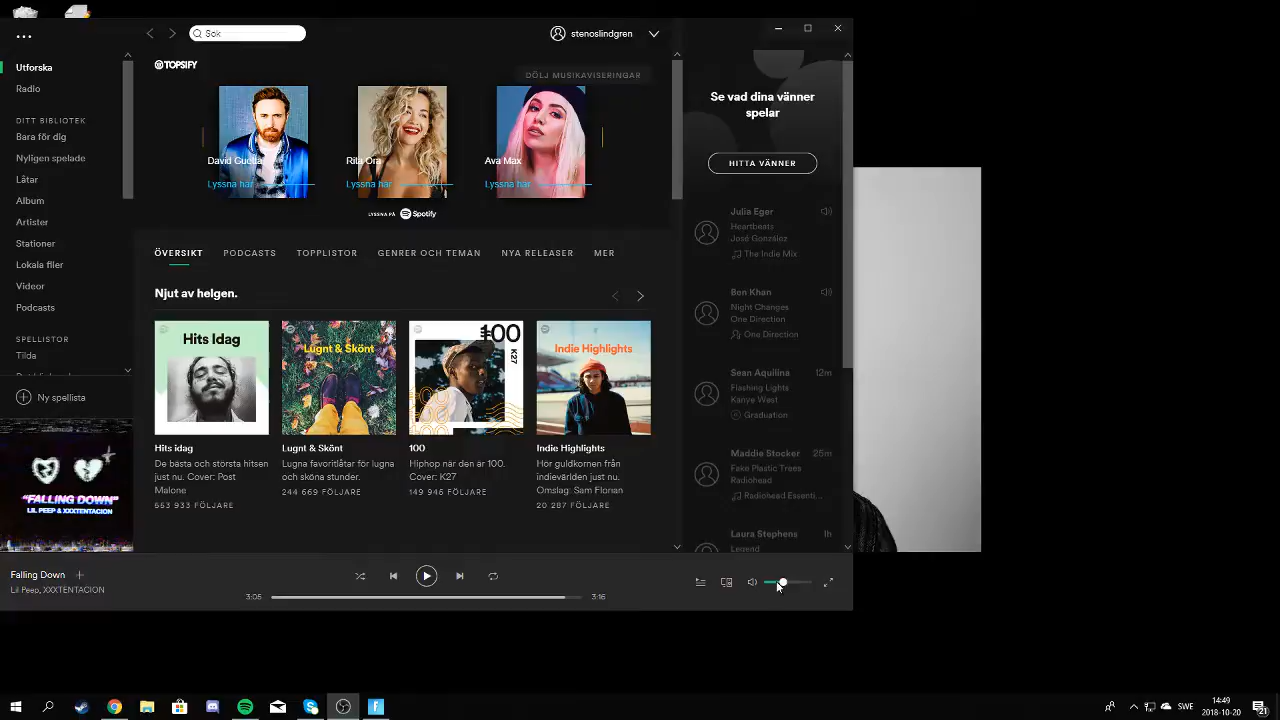 Sök
stenoslindgren
Utforska
Radio
DITT BIBLIOTEK
Bara för dig
Nyligen spelade
Låtar
Album
Artister
Stationer
Lokala filer
Videor
Podcasts
SPELLISTOR
Tilda
Ny spellista
"FALLING DOWN"
LIL PEEP & XXXTENTACION
TOPSIFY
DÖLJ MUSIKAVISERINGAR
David Guetta
Rita Ora
Ava Max
Lyssna här
Lyssna här
Lyssna här
LYSSNA PÅ Spotify
ÖVERSIKT
PODCASTS
TOPPLISTOR
GENRER OCH TEMAN
NYA RELEASER
MER
Njut av helgen.
Hits Idag
Lugnt & Skönt
100
K27
Indie Highlights
Hits idag
De bästa och största hitsen
just nu. Cover: Post
Malone
553 933 FÖLJARE
Lugnt & Skönt
Lugna favoritlåtar för lugna
och sköna stunder.
244 669 FÖLJARE
100
Hiphop när den är 100.
Cover: K27
149 946 FÖLJARE
Indie Highlights
Hör guldkornen från
indievärlden just nu.
Omslag: Sam Florian
20 287 FÖLJARE
Se vad dina vänner
spelar
HITTA VÄNNER
Julia Eger
Heartbeats
José González
The Indie Mix
Ben Khan
Night Changes
One Direction
One Direction
Sean Aquilina 12m
Flashing Lights
Kanye West
Graduation
Maddie Stocker 25m
Fake Plastic Trees
Radiohead
Radiohead Essenti...
Laura Stephens 1h
Legend
Falling Down
Lil Peep, XXXTENTACION
3:05
3:16
SWE
14:49
2018-10-20
21